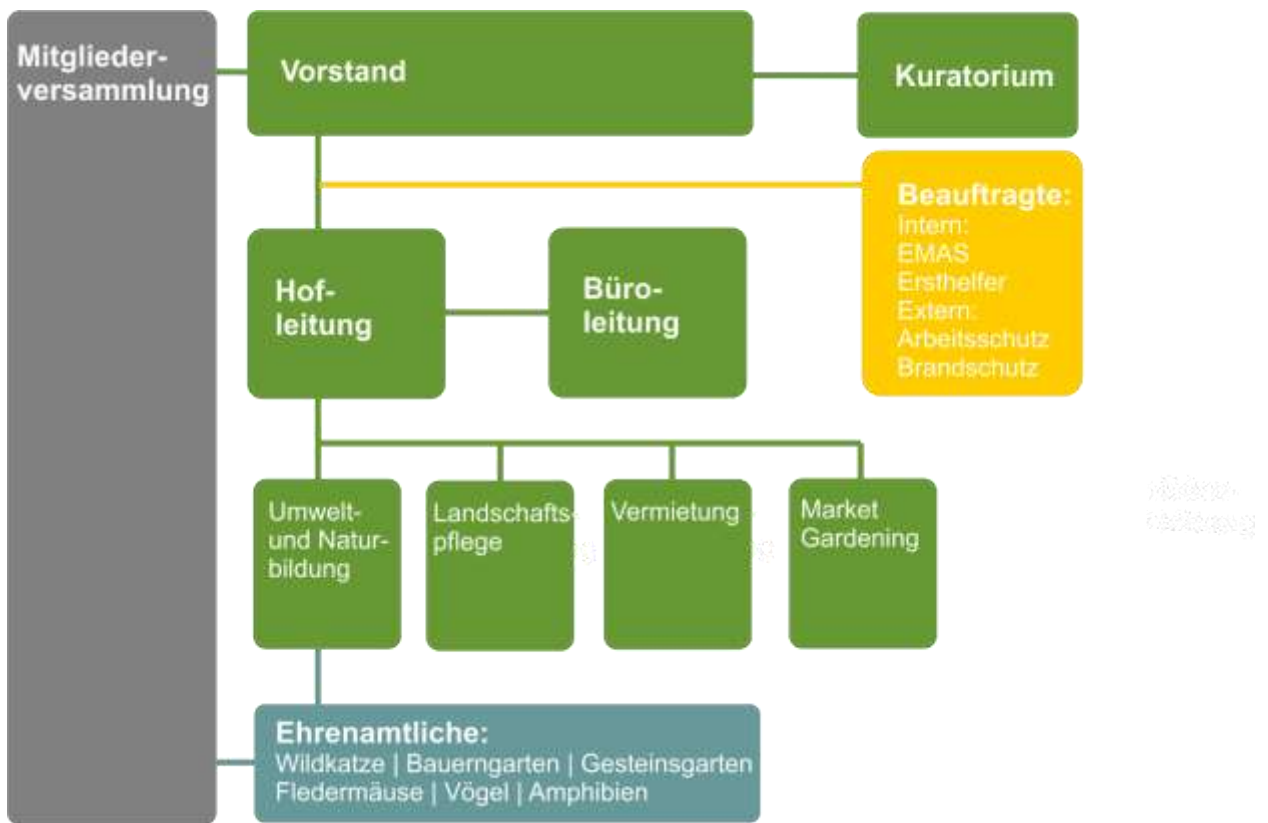 Mitglieder-
versammlung
Vorstand
Kuratorium
Beauftragte:
Intern:
EMAS
Ersthelfer
Extern:
Arbeitsschutz
Brandschutz
Hof-
leitung
Büro-
leitung
Umwelt-
und Natur-
bildung
Landschafts-
pflege
Vermietung
Market
Gardening
Ehrenamtliche:
Wildkatze | Bauerngarten | Gesteinsgarten
Fledermäuse | Vögel | Amphibien